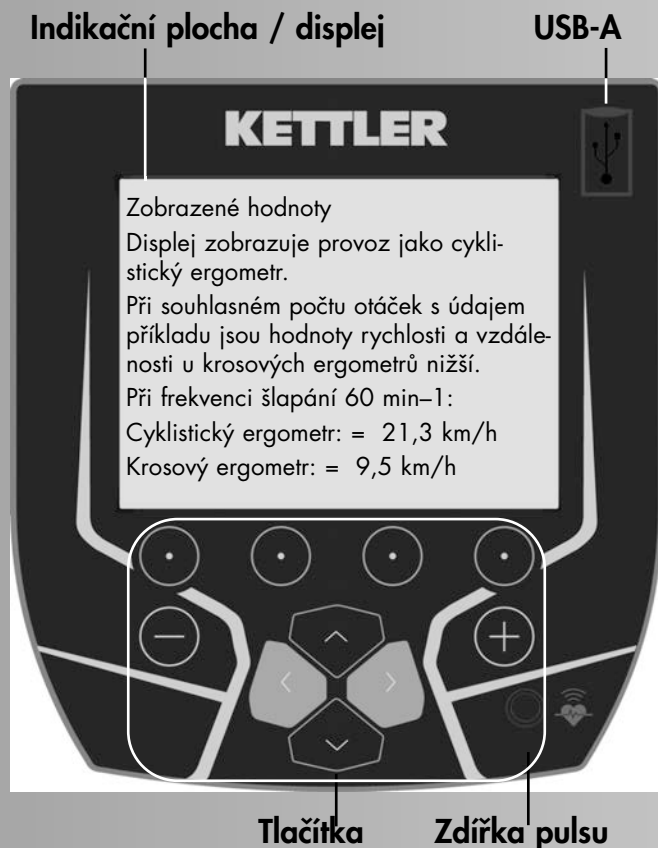 Indikační plocha / displej
USB-A
KETTLER
Zobrazené hodnoty
Displej zobrazuje provoz jako cykli-
stický ergometr.
Při souhlasném počtu otáček s údajem
příkladu jsou hodnoty rychlosti a vzdále-
nosti u krosových ergometrů nižší.
Při frekvenci šlapání 60 min–1:
Cyklistický ergometr: = 21,3 km/h
Krosový ergometr: = 9,5 km/h
Tlačítka
Zdířka pulsu